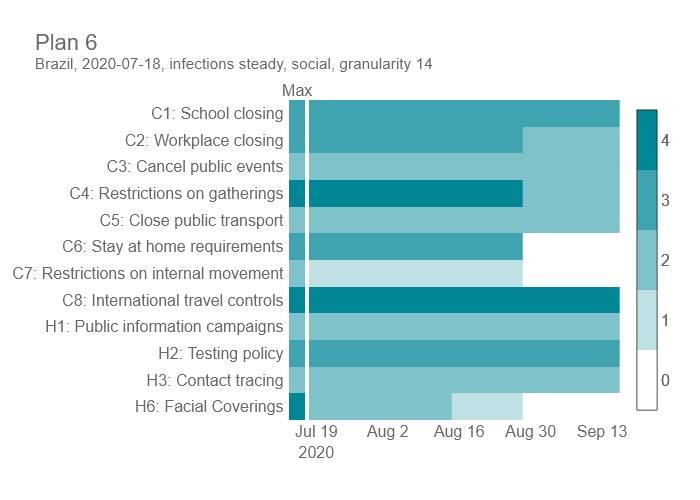 Plan 6
Brazil, 2020-07-18, infections steady, social, granularity 14
Max
C1: School closing
C2: Workplace closing
C3: Cancel public events
C4: Restrictions on gatherings
C5: Close public transport
C6: Stay at home requirements
C7: Restrictions on internal movement
C8: International travel controls
H1: Public information campaigns
H2: Testing policy
H3: Contact tracing
H6: Facial Coverings
Jul 19 Aug 2 Aug 16 Aug 30 Sep 13
2020
4
3
2
1
0